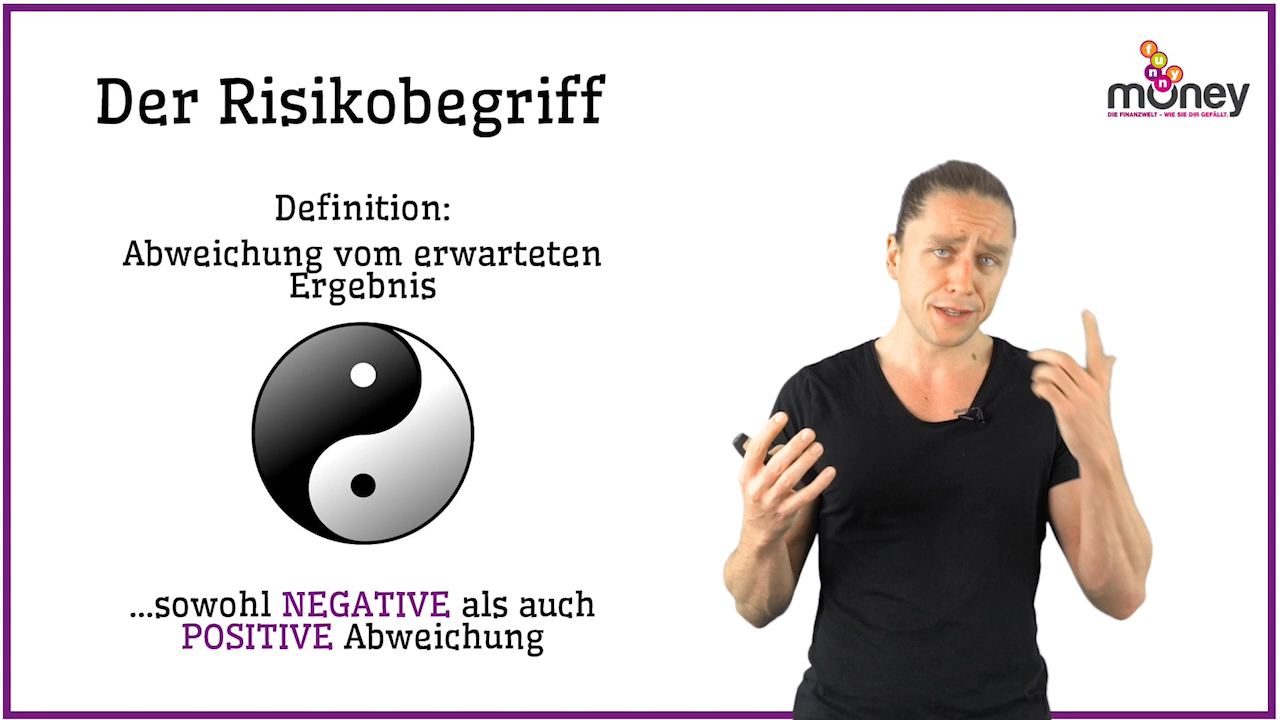 Der Risikobegriff
funny
money
DIE FINANZWELT - WIE SIE DIR GEFÄLLT.
Definition:
Abweichung vom erwarteten
Ergebnis
...sowohl NEGATIVE als auch
POSITIVE Abweichung